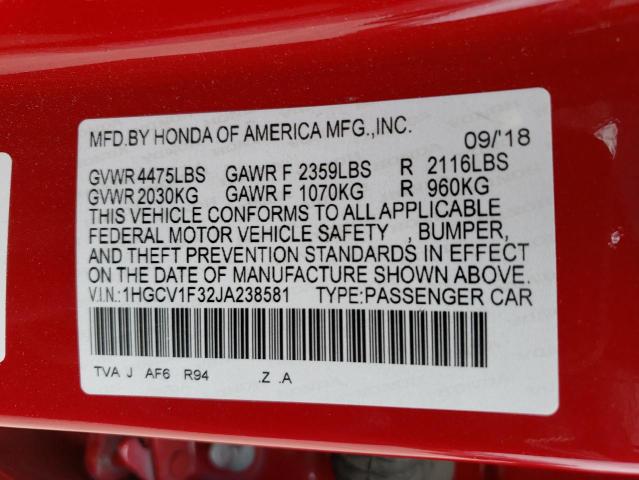 MFD.BY HONDA OF AMERICA MFG.,INC. 09/'18
GVWR 4475LBS GAWR F 2359LBS R 2116LBS
GVWR 2030KG GAWR F 1070KG R 960KG
THIS VEHICLE CONFORMS TO ALL APPLICABLE
FEDERAL MOTOR VEHICLE SAFETY , BUMPER,
AND THEFT PREVENTION STANDARDS IN EFFECT
ON THE DATE OF MANUFACTURE SHOWN ABOVE.
V.I.N.:1HGCV1F32JA238581 TYPE:PASSENGER CAR
TVA J AF6 R94 .Z .A